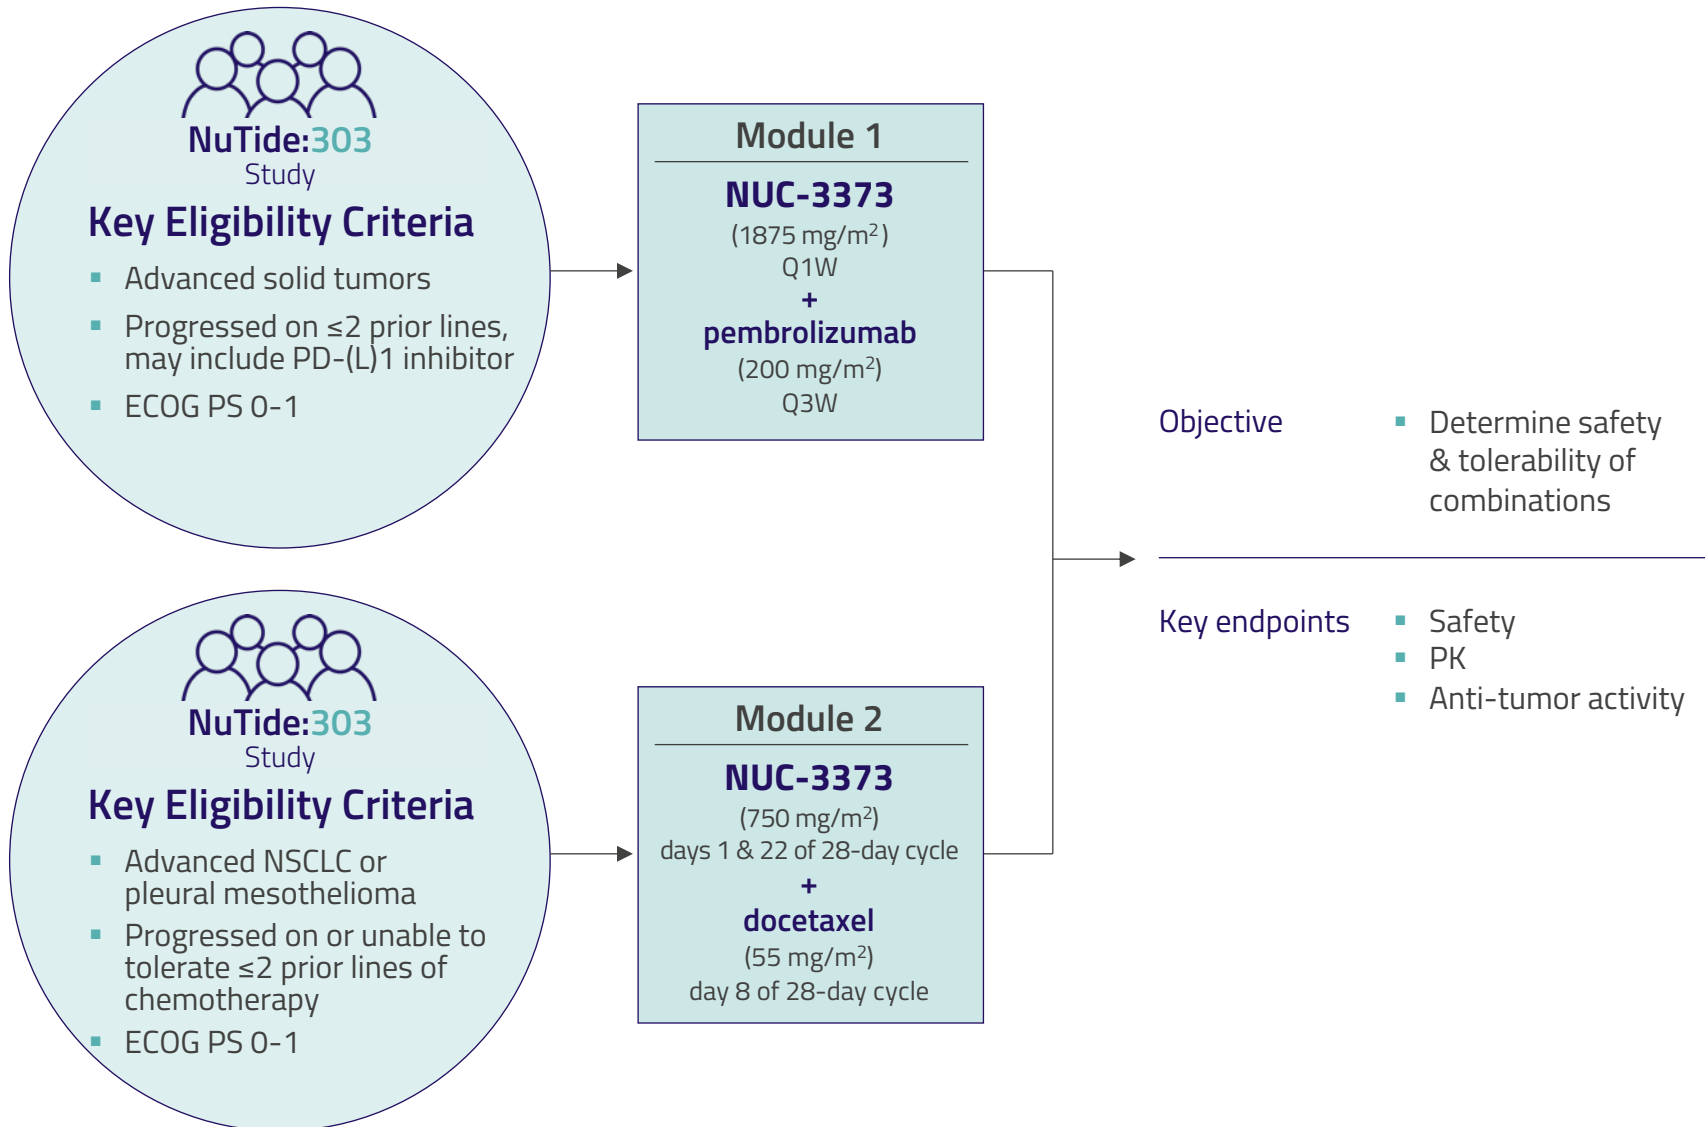 NuTide:303
Study
Key Eligibility Criteria
▪ Advanced solid tumors
▪ Progressed on ≤2 prior lines,
may include PD-(L)1 inhibitor
▪ ECOG PS 0-1
Module 1
NUC-3373
(1875 mg/m²)
Q1W
+
pembrolizumab
(200 mg/m²)
Q3W
NuTide:303
Study
Key Eligibility Criteria
▪ Advanced NSCLC or
pleural mesothelioma
▪ Progressed on or unable to
tolerate ≤2 prior lines of
chemotherapy
▪ ECOG PS 0-1
Module 2
NUC-3373
(750 mg/m²)
days 1 & 22 of 28-day cycle
+
docetaxel
(55 mg/m²)
day 8 of 28-day cycle
Objective
▪ Determine safety
& tolerability of
combinations
Key endpoints
▪ Safety
▪ PK
▪ Anti-tumor activity